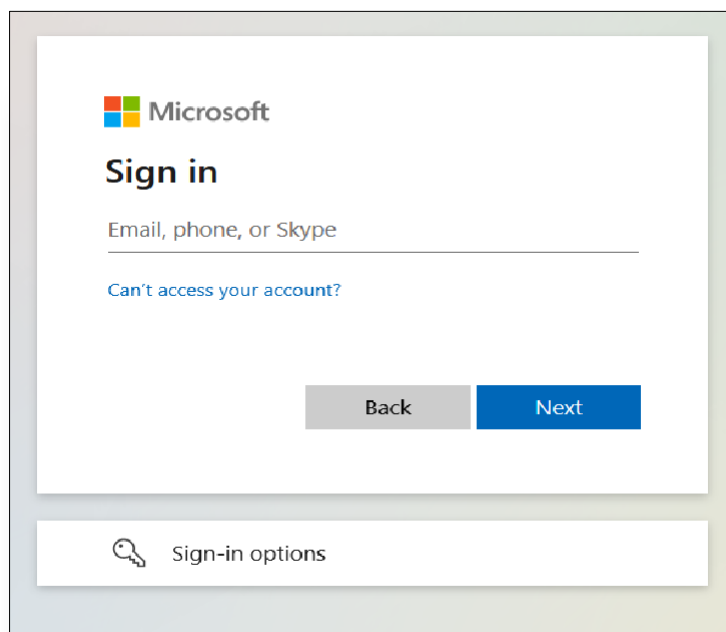 Microsoft
Sign in
Email, phone, or Skype
Can't access your account?
Back Next
Sign-in options